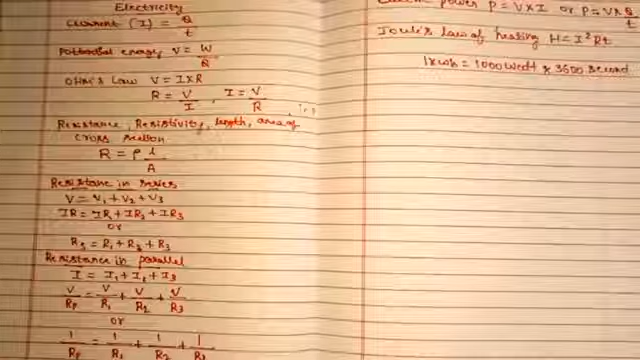 Electricity
Current (I) = Q/t
Potential energy V = W/Q
OHM's Law V = I×R
R = V/I , I = V/R
Resistance, Resistivity, length, area of
cross section
R = ρ l/A
Resistance in series
V = V₁ + V₂ + V₃
IR = IR₁ + IR₂ + IR₃
or
Rs = R₁ + R₂ + R₃
Resistance in parallel
I = I₁ + I₂ + I₃
V/Rp = V/R₁ + V/R₂ + V/R₃
or
1/Rp = 1/R₁ + 1/R₂ + 1/R₃
power P = V×I or P = V×Q/t
Joule's law of heating H = I²Rt
1kwh = 1000 watt × 3600 second